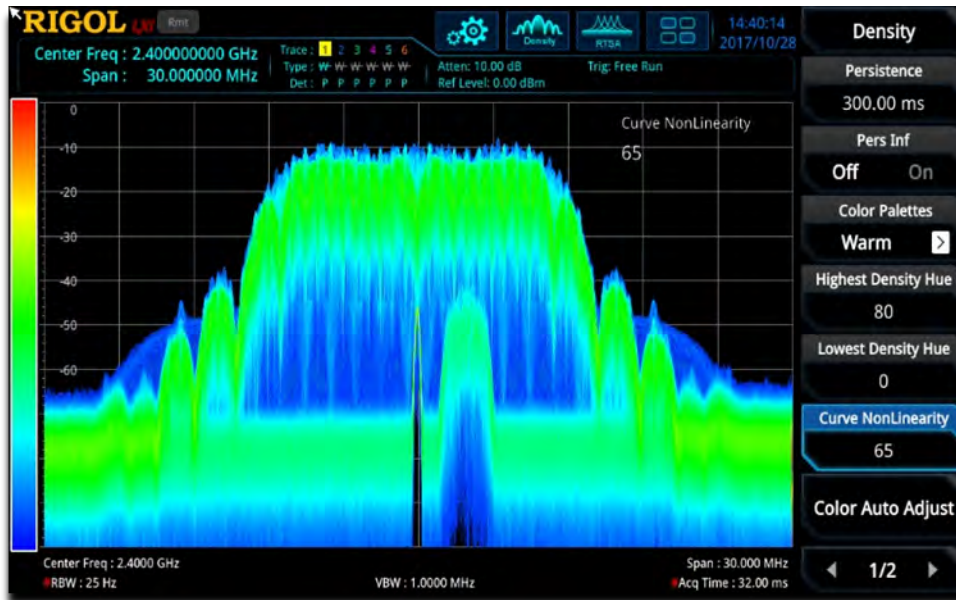 RIGOL LXI Rmt
Density
RTSA
14:40:14
2017/10/28
Center Freq : 2.400000000 GHz
Span : 30.000000 MHz
Trace : 1 2 3 4 5 6
Type : W W W W W W
Det : P P P P P P
Atten: 10.00 dB
Ref Level: 0.00 dBm
Trig: Free Run
0
-10
-20
-30
-40
-50
-60
Curve NonLinearity
65
Center Freq : 2.4000 GHz
Span : 30.000 MHz
RBW : 25 Hz
VBW : 1.0000 MHz
Acq Time : 32.00 ms
Density
Persistence
300.00 ms
Pers Inf
Off On
Color Palettes
Warm >
Highest Density Hue
80
Lowest Density Hue
0
Curve NonLinearity
65
Color Auto Adjust
1/2